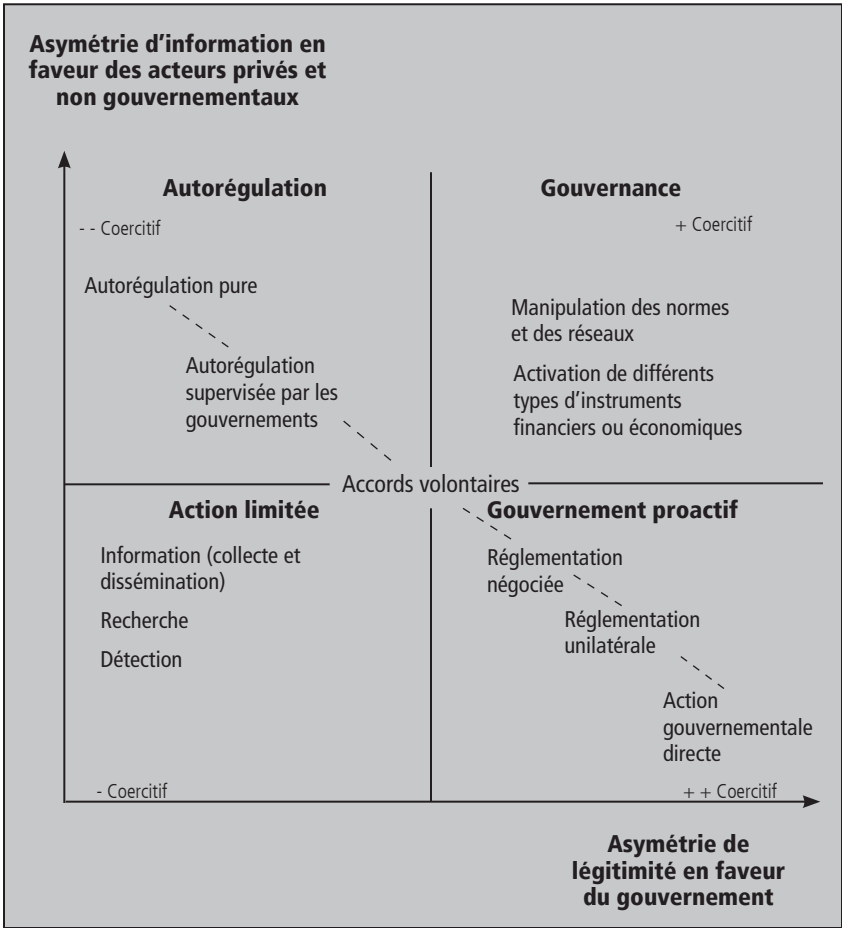 Asymétrie d'information en
faveur des acteurs privés et
non gouvernementaux
Autorégulation
- - Coercitif
Autorégulation pure
Autorégulation
supervisée par les
gouvernements
Gouvernance
+ Coercitif
Manipulation des normes
et des réseaux
Activation de différents
types d'instruments
financiers ou économiques
Accords volontaires
Action limitée
Information (collecte et
dissémination)
Recherche
Détection
- Coercitif
Gouvernement proactif
Réglementation
négociée
Réglementation
unilatérale
Action
gouvernementale
directe
+ + Coercitif
Asymétrie de
légitimité en faveur
du gouvernement